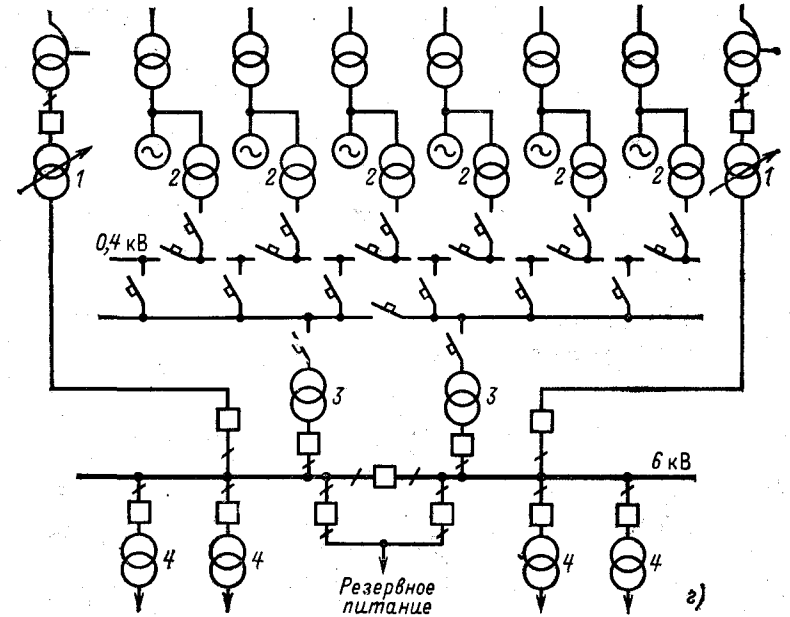 1 2 2 2 2 2 2 1
0,4 кВ
3 3
6 кВ
4 4 4 4
Резервное
питание
г)